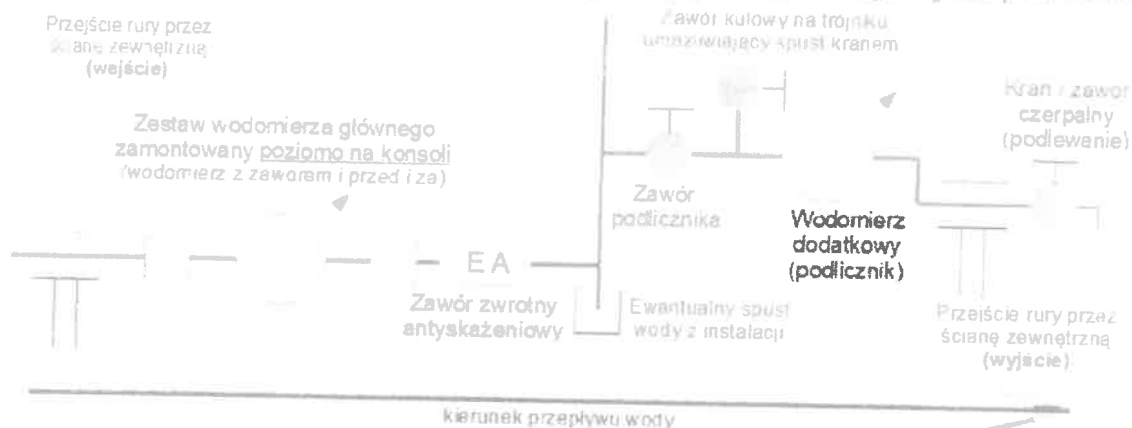 Przejście rury przez
ścianę zewnętrzną
(wejście)
Zawór kulowy na trójniku
umożliwiający spust kranem
Kran / zawór
czerpalny
(podlewanie)
Zestaw wodomierza głównego
zamontowany poziomo na konsoli
(wodomierz z zaworami przed i za)
Zawór
podlicznika
Wodomierz
dodatkowy
(podlicznik)
EA
Zawór zwrotny
antyskażeniowy
Ewentualny spust
wody z instalacji
Przejście rury przez
ścianę zewnętrzną
(wyjście)
kierunek przepływu wody